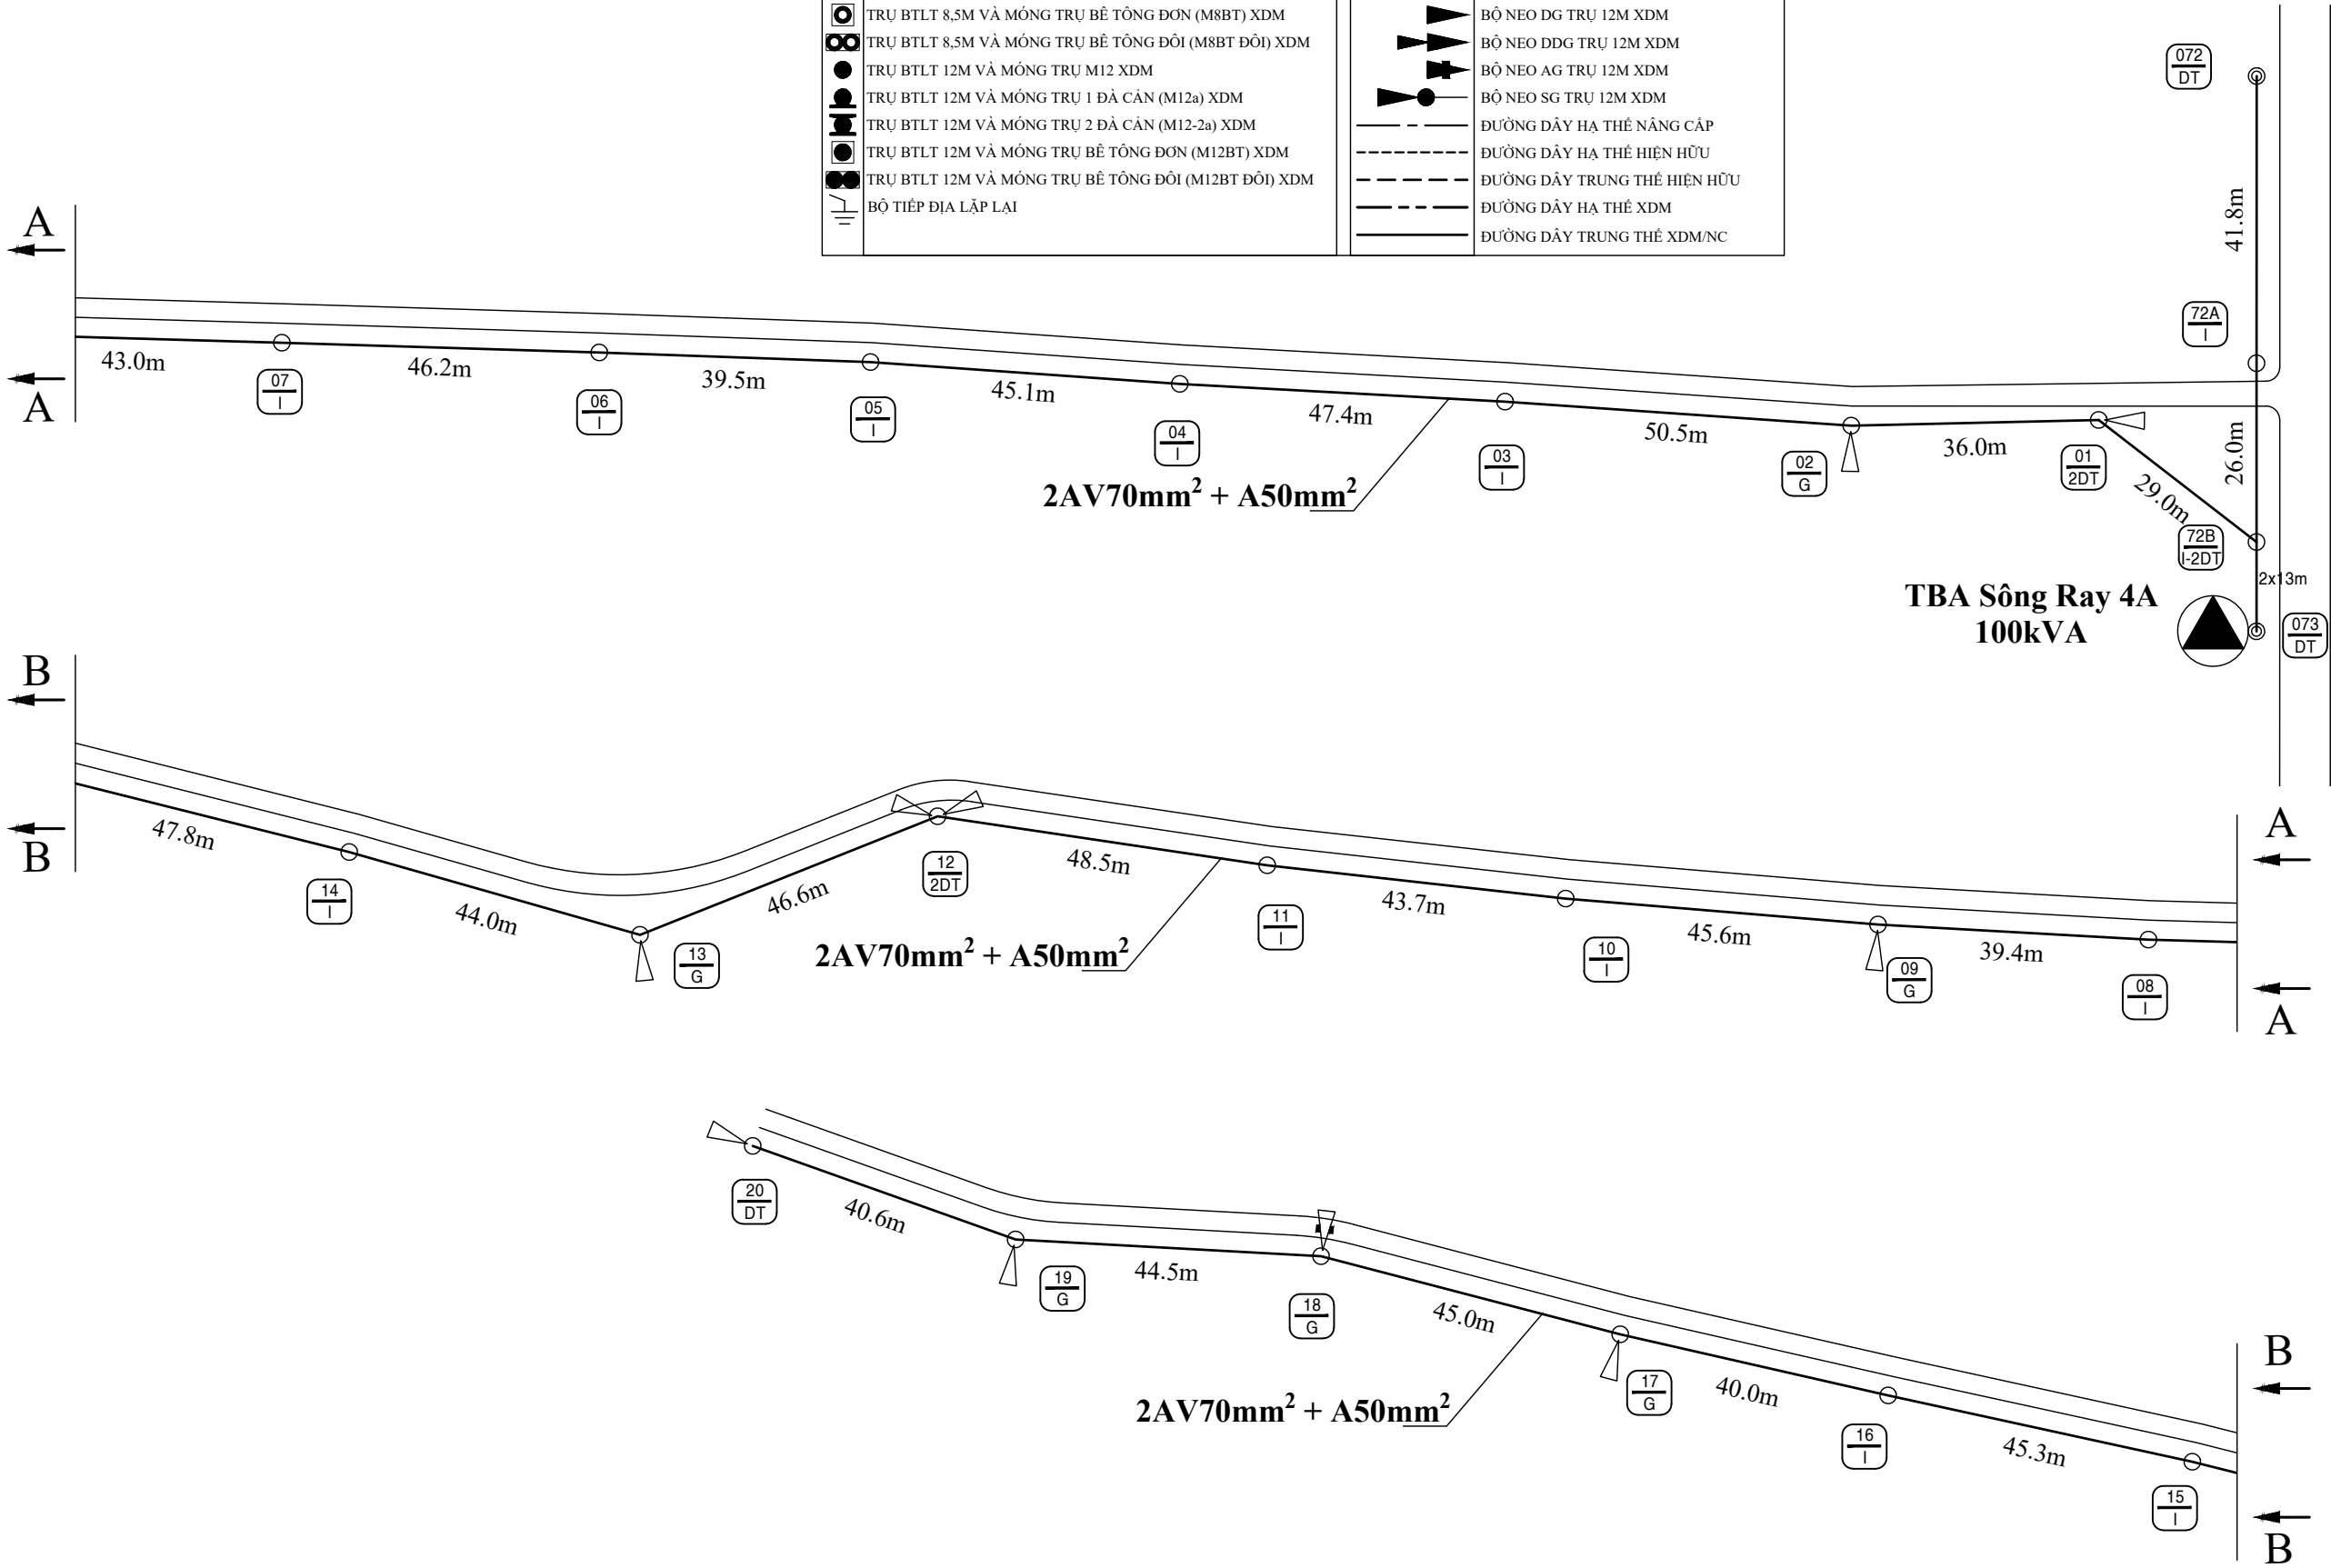 TRỤ BTLT 8,5M VÀ MÓNG TRỤ BÊ TÔNG ĐƠN (M8BT) XDM
TRỤ BTLT 8,5M VÀ MÓNG TRỤ BÊ TÔNG ĐÔI (M8BT ĐÔI) XDM
TRỤ BTLT 12M VÀ MÓNG TRỤ M12 XDM
TRỤ BTLT 12M VÀ MÓNG TRỤ 1 ĐÀ CẢN (M12a) XDM
TRỤ BTLT 12M VÀ MÓNG TRỤ 2 ĐÀ CẢN (M12-2a) XDM
TRỤ BTLT 12M VÀ MÓNG TRỤ BÊ TÔNG ĐƠN (M12BT) XDM
TRỤ BTLT 12M VÀ MÓNG TRỤ BÊ TÔNG ĐÔI (M12BT ĐÔI) XDM
BỘ TIẾP ĐỊA LẶP LẠI
BỘ NEO DG TRỤ 12M XDM
BỘ NEO DDG TRỤ 12M XDM
BỘ NEO AG TRỤ 12M XDM
BỘ NEO SG TRỤ 12M XDM
ĐƯỜNG DÂY HẠ THẾ NÂNG CẤP
ĐƯỜNG DÂY HẠ THẾ HIỆN HỮU
ĐƯỜNG DÂY TRUNG THẾ HIỆN HỮU
ĐƯỜNG DÂY HẠ THẾ XDM
ĐƯỜNG DÂY TRUNG THẾ XDM/NC
072
DT
41.8m
72A
I
26.0m
A
A
43.0m
07
I
46.2m
06
I
39.5m
05
I
45.1m
04
I
47.4m
03
I
50.5m
02
G
36.0m
01
2DT
29.0m
72B
I-2DT
2x13m
2AV70mm² + A50mm²
TBA Sông Ray 4A
100kVA
073
DT
B
B
47.8m
14
I
44.0m
13
G
46.6m
12
2DT
48.5m
11
I
43.7m
10
I
45.6m
09
G
39.4m
08
I
A
A
2AV70mm² + A50mm²
20
DT
40.6m
19
G
44.5m
18
G
45.0m
17
G
40.0m
16
I
45.3m
15
I
B
B
2AV70mm² + A50mm²